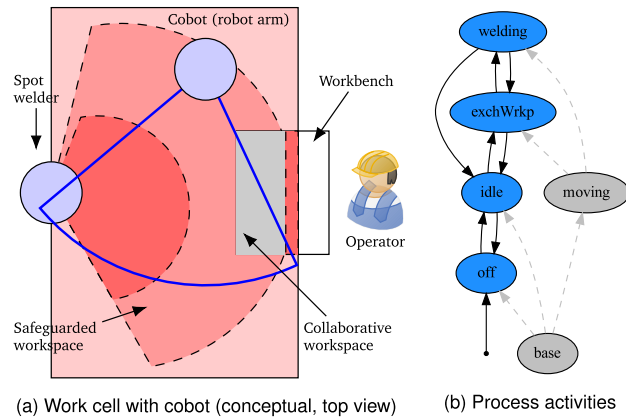 Cobot (robot arm)
Spot
welder
Workbench
Operator
Safeguarded
workspace
Collaborative
workspace
(a) Work cell with cobot (conceptual, top view)
welding
exchWrkp
idle
moving
off
base
(b) Process activities